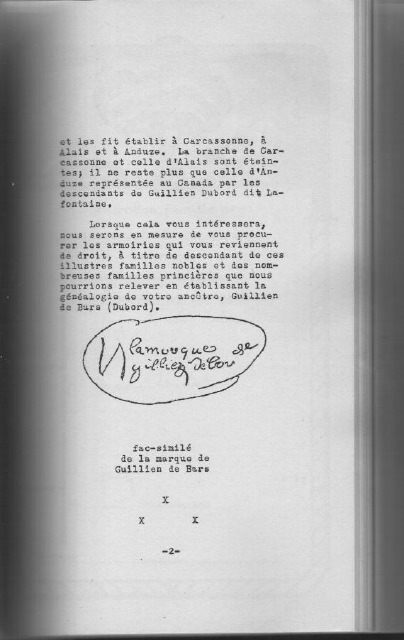 et les fit établir à Carcassonne, à
Alais et à Anduze. La branche de Car-
cassonne et celle d'Alais sont étein-
tes; il ne reste plus que celle d'An-
duze représentée au Canada par les
descendants de Guillien Dubord dit La-
fontaine.
Lorsque cela vous intéressera,
nous serons en mesure de vous procu-
rer les armoiries qui vous reviennent
de droit, à titre de descendant de ces
illustres familles nobles et des nom-
breuses familles princières que nous
pourrions relever en établissant la
généalogie de votre ancêtre, Guillien
de Bars (Dubord).
lamarque de
fac-similé
de la marque de
Guillien de Bars
X
X X
-2-